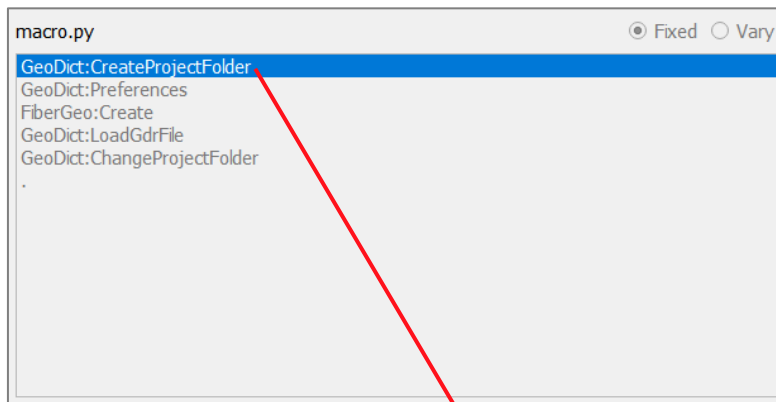 macro.py Fixed Vary
GeoDict:CreateProjectFolder
GeoDict:Preferences
FiberGeo:Create
GeoDict:LoadGdrFile
GeoDict:ChangeProjectFolder
.